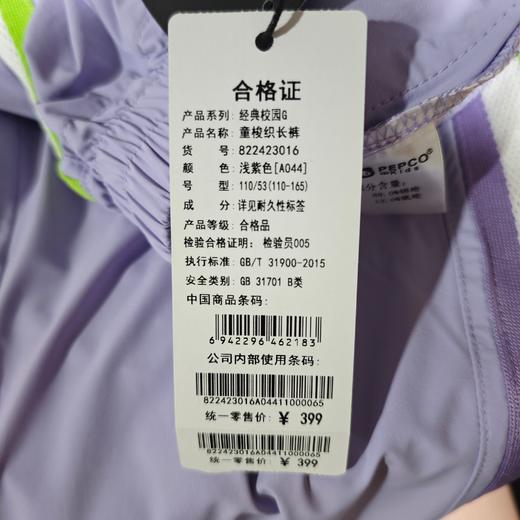 合格证
产品系列: 经典校园G
产品名称: 童梭织长裤
货 号: 822423016
颜 色: 浅紫色[A044]
号 型: 110/53(110-165)
成 分: 详见耐久性标签
产品等级: 合格品
检验合格证明: 检验员005
执行标准: GB/T 31900-2015
安全类别: GB 31701 B类
中国商品条码:
6 942296 462183
公司内部使用条码:
822423016A04411000065
统一零售价: ¥ 399
822423016A04411000065
统一零售价: ¥ 399
PEPCO
kids
分含量: